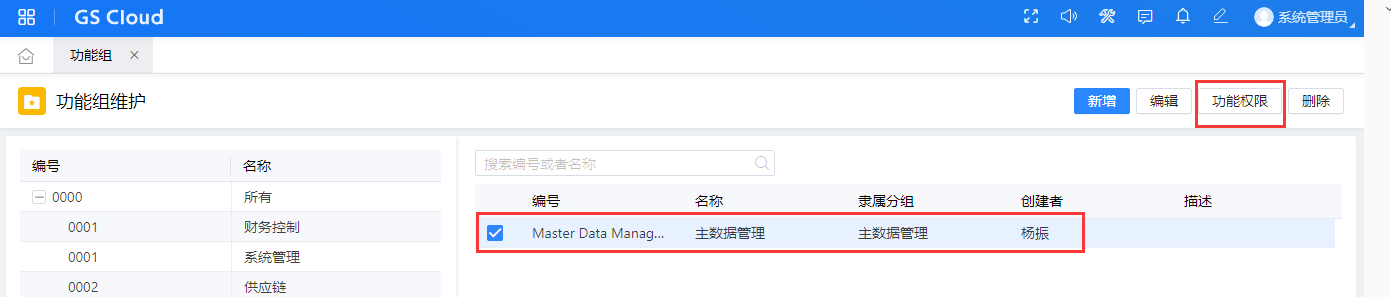 GS Cloud
系统管理员
功能组
功能组维护
新增 编辑 功能权限 删除
编号 名称
0000 所有
0001 财务控制
0001 系统管理
0002 供应链
搜索编号或者名称
编号 名称 隶属分组 创建者 描述
Master Data Manag... 主数据管理 主数据管理 杨振